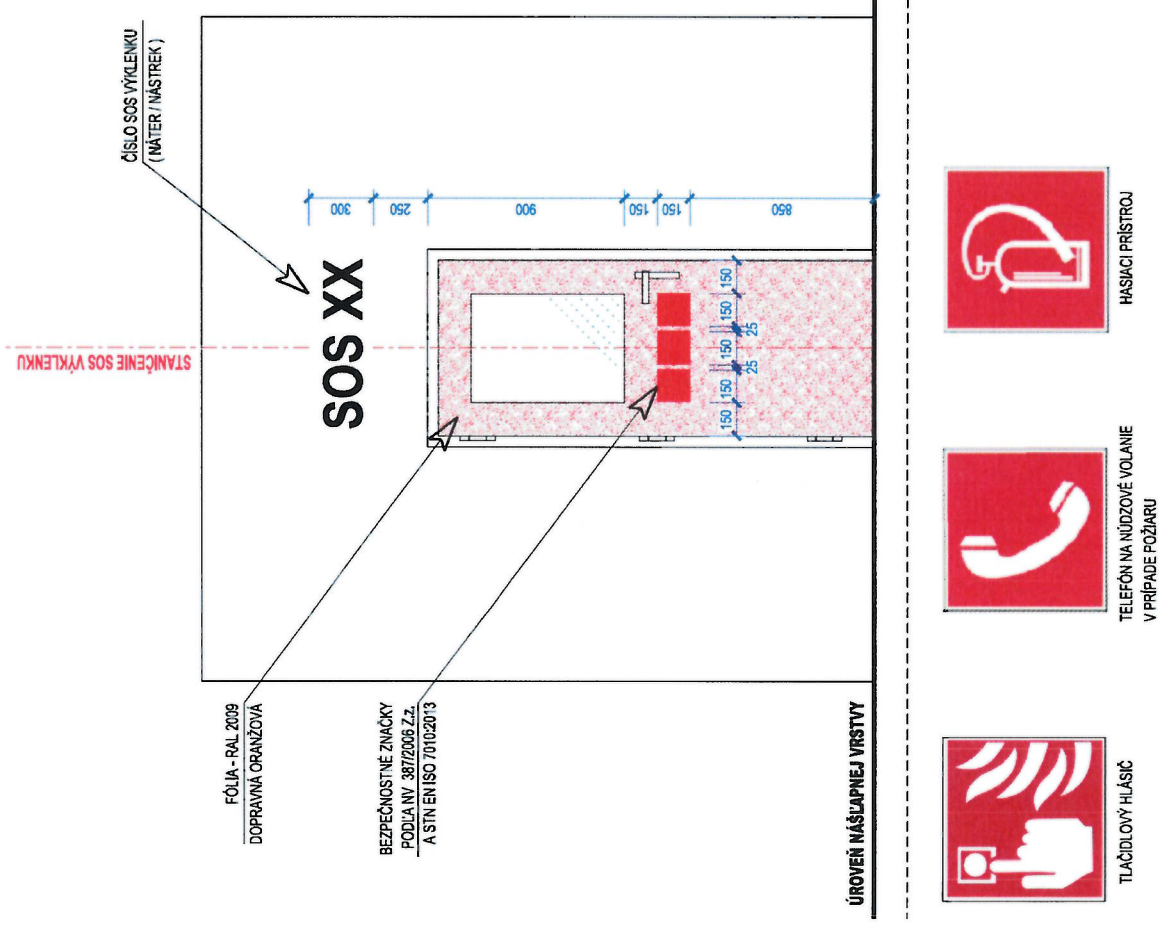 ČÍSLO SOS VÝKLENKU
( NÁTER / NÁSTREK )
STANIČENIE SOS VÝKLENKU
SOS XX
300
250
900
150
150
850
150
150
25
150
25
150
150
FÓLIA - RAL 2009
DOPRAVNÁ ORANŽOVÁ
BEZPEČNOSTNÉ ZNAČKY
PODĽA NV 387/2006 Z.z.
A STN EN ISO 7010:2013
ÚROVEŇ NÁŠĽAPNEJ VRSTVY
TLAČIDLOVÝ HLÁSIČ
TELEFÓN NA NÚDZOVÉ VOLANIE
V PRÍPADE POŽIARU
HASIACI PRÍSTROJ